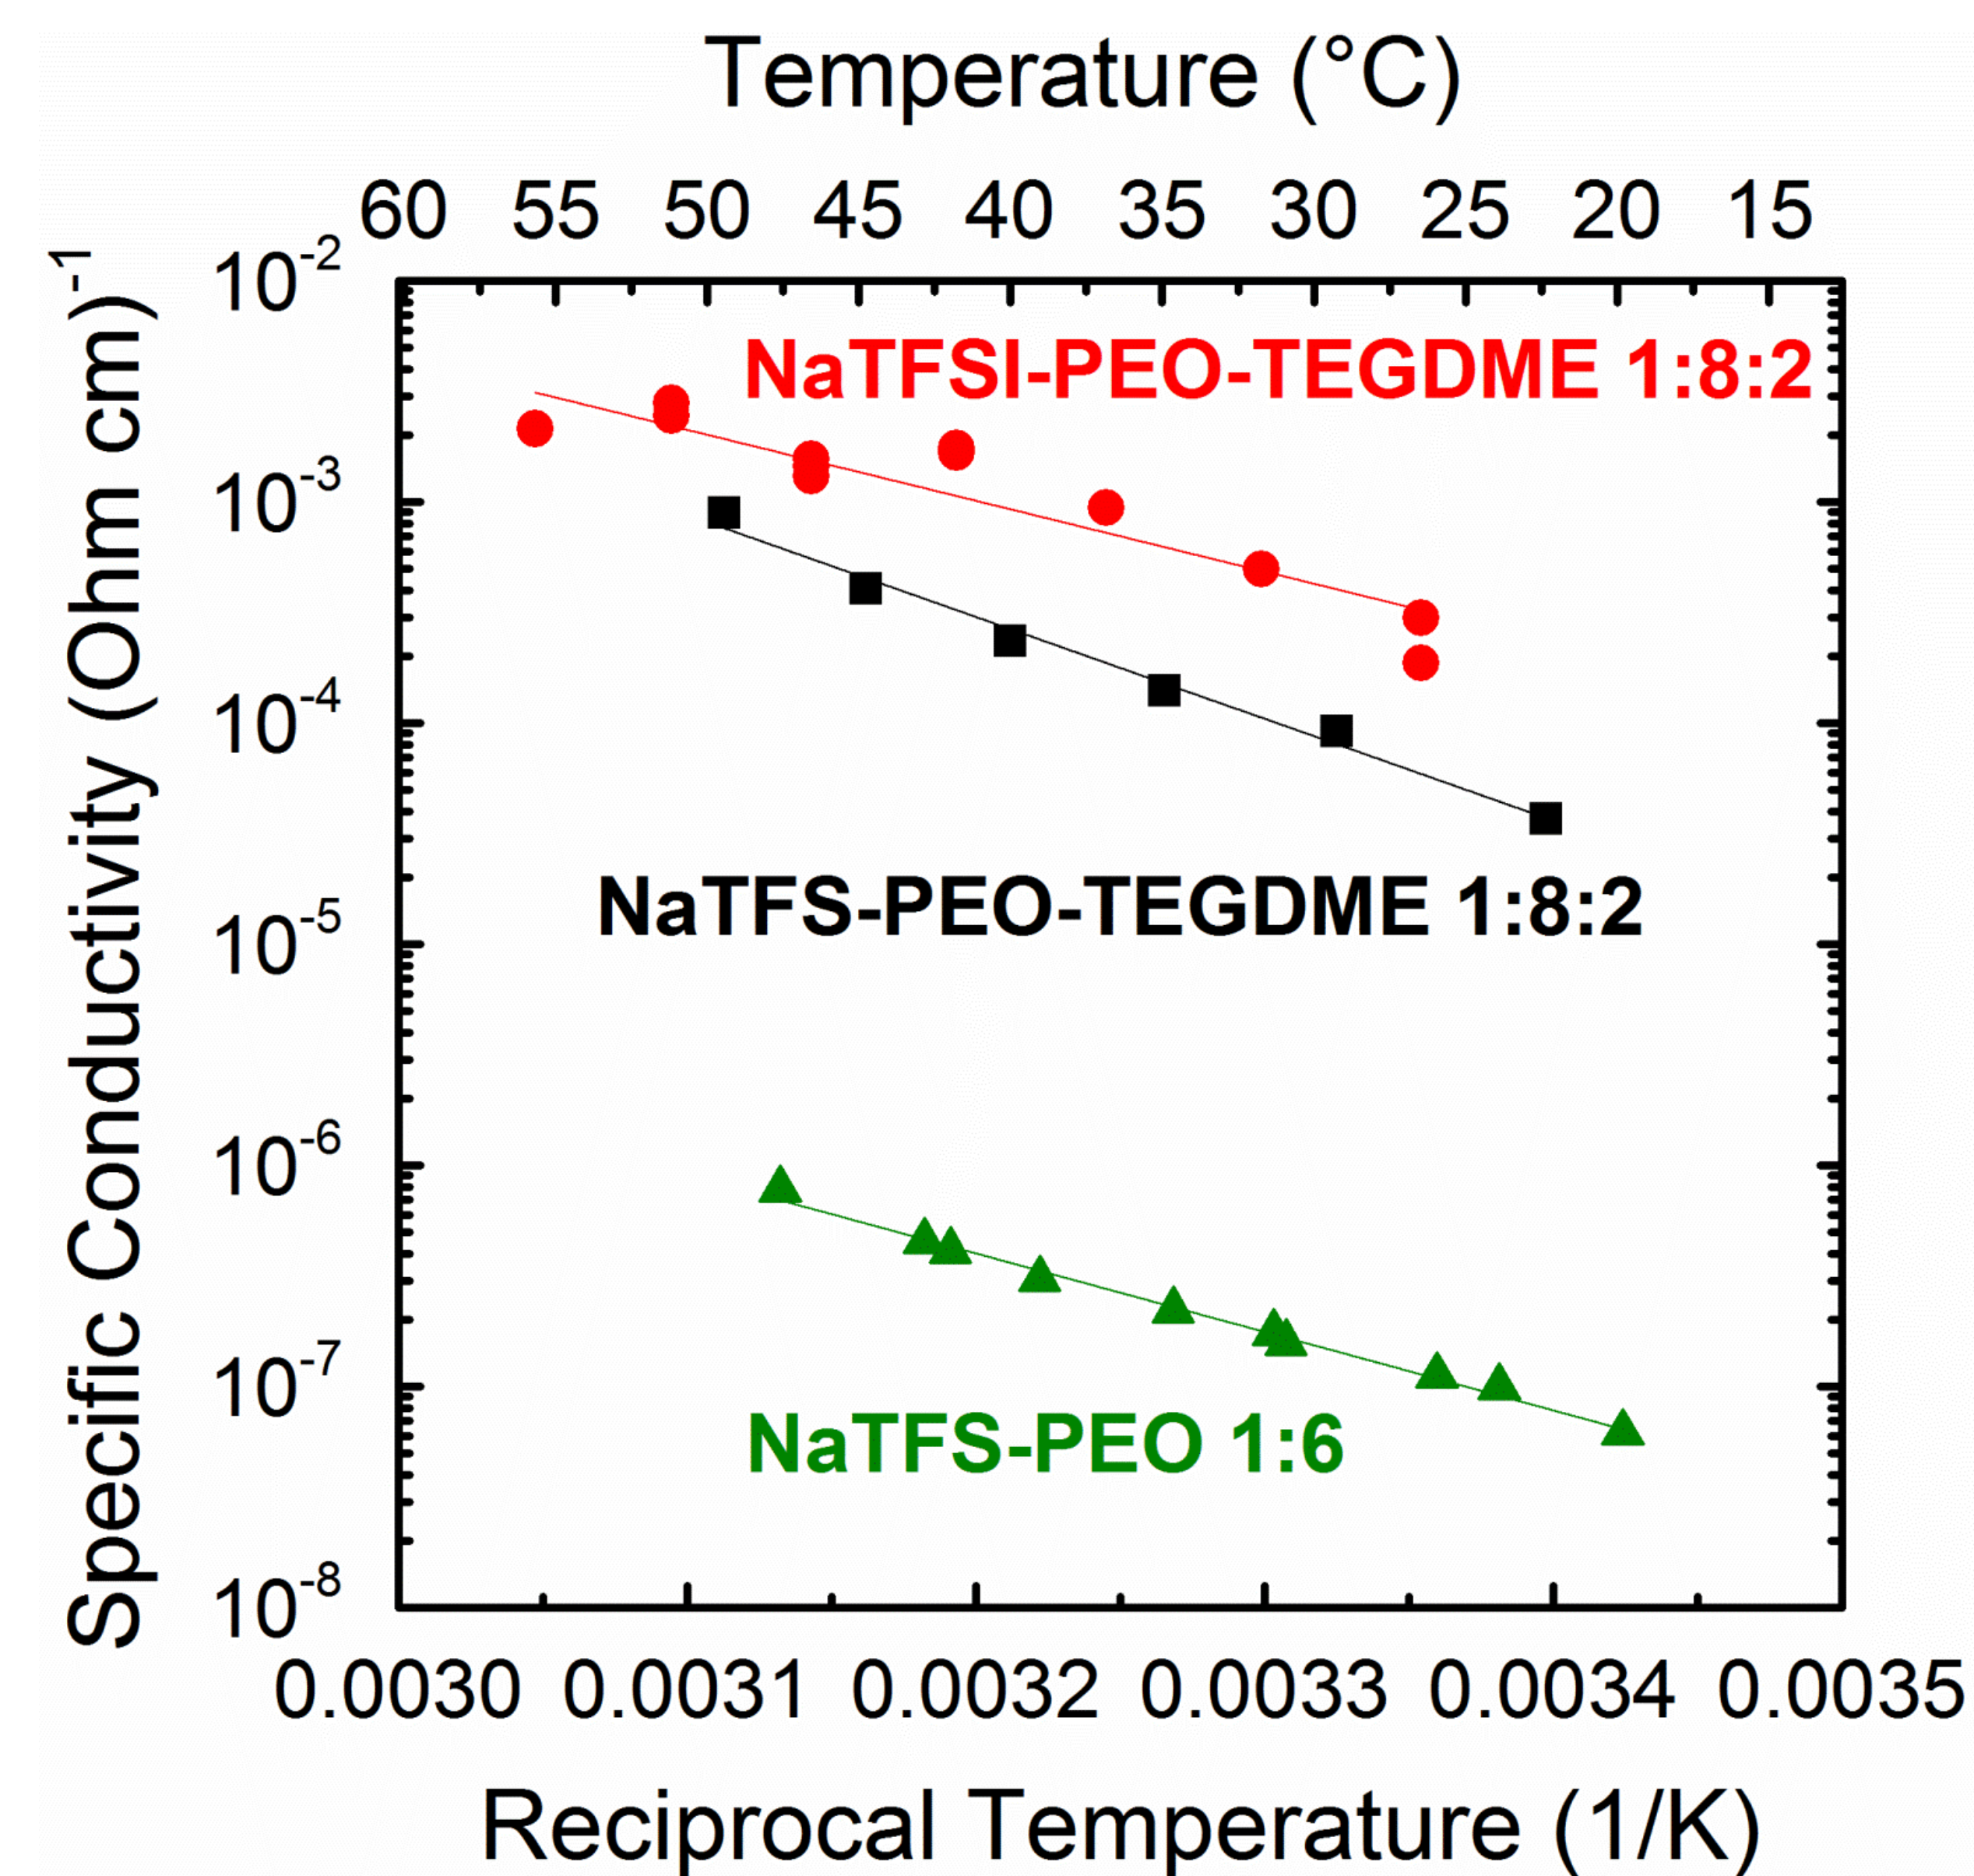 Temperature (°C)
60 55 50 45 40 35 30 25 20 15
Specific Conductivity (Ohm cm)⁻¹
10⁻²
10⁻³
10⁻⁴
10⁻⁵
10⁻⁶
10⁻⁷
10⁻⁸
NaTFSI-PEO-TEGDME 1:8:2
NaTFS-PEO-TEGDME 1:8:2
NaTFS-PEO 1:6
0.0030 0.0031 0.0032 0.0033 0.0034 0.0035
Reciprocal Temperature (1/K)